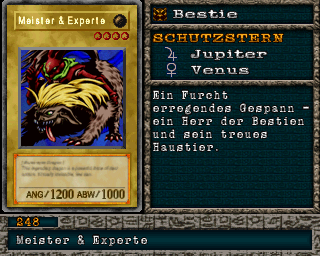 Meister & Experte
ANG/1200 ABW/1000
Bestie
SCHUTZSTERN
♃ Jupiter
♀ Venus
Ein Furcht
erregendes Gespann -
ein Herr der Bestien
und sein treues
Haustier.
248
Meister & Experte